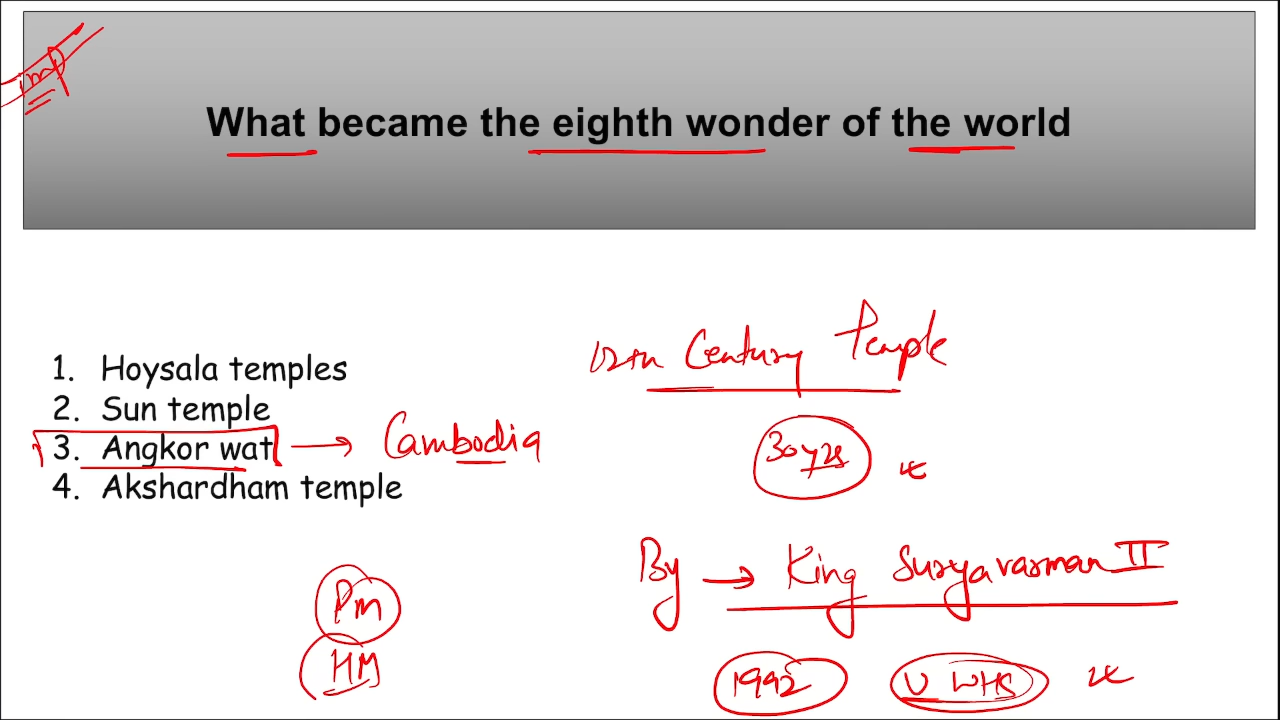 imp
What became the eighth wonder of the world
1. Hoysala temples
2. Sun temple
3. Angkor wat → Cambodia
4. Akshardham temple
12th Century Temple
30 yrs
By → King Suryavarman II
Pm
HM
1992 U WHS